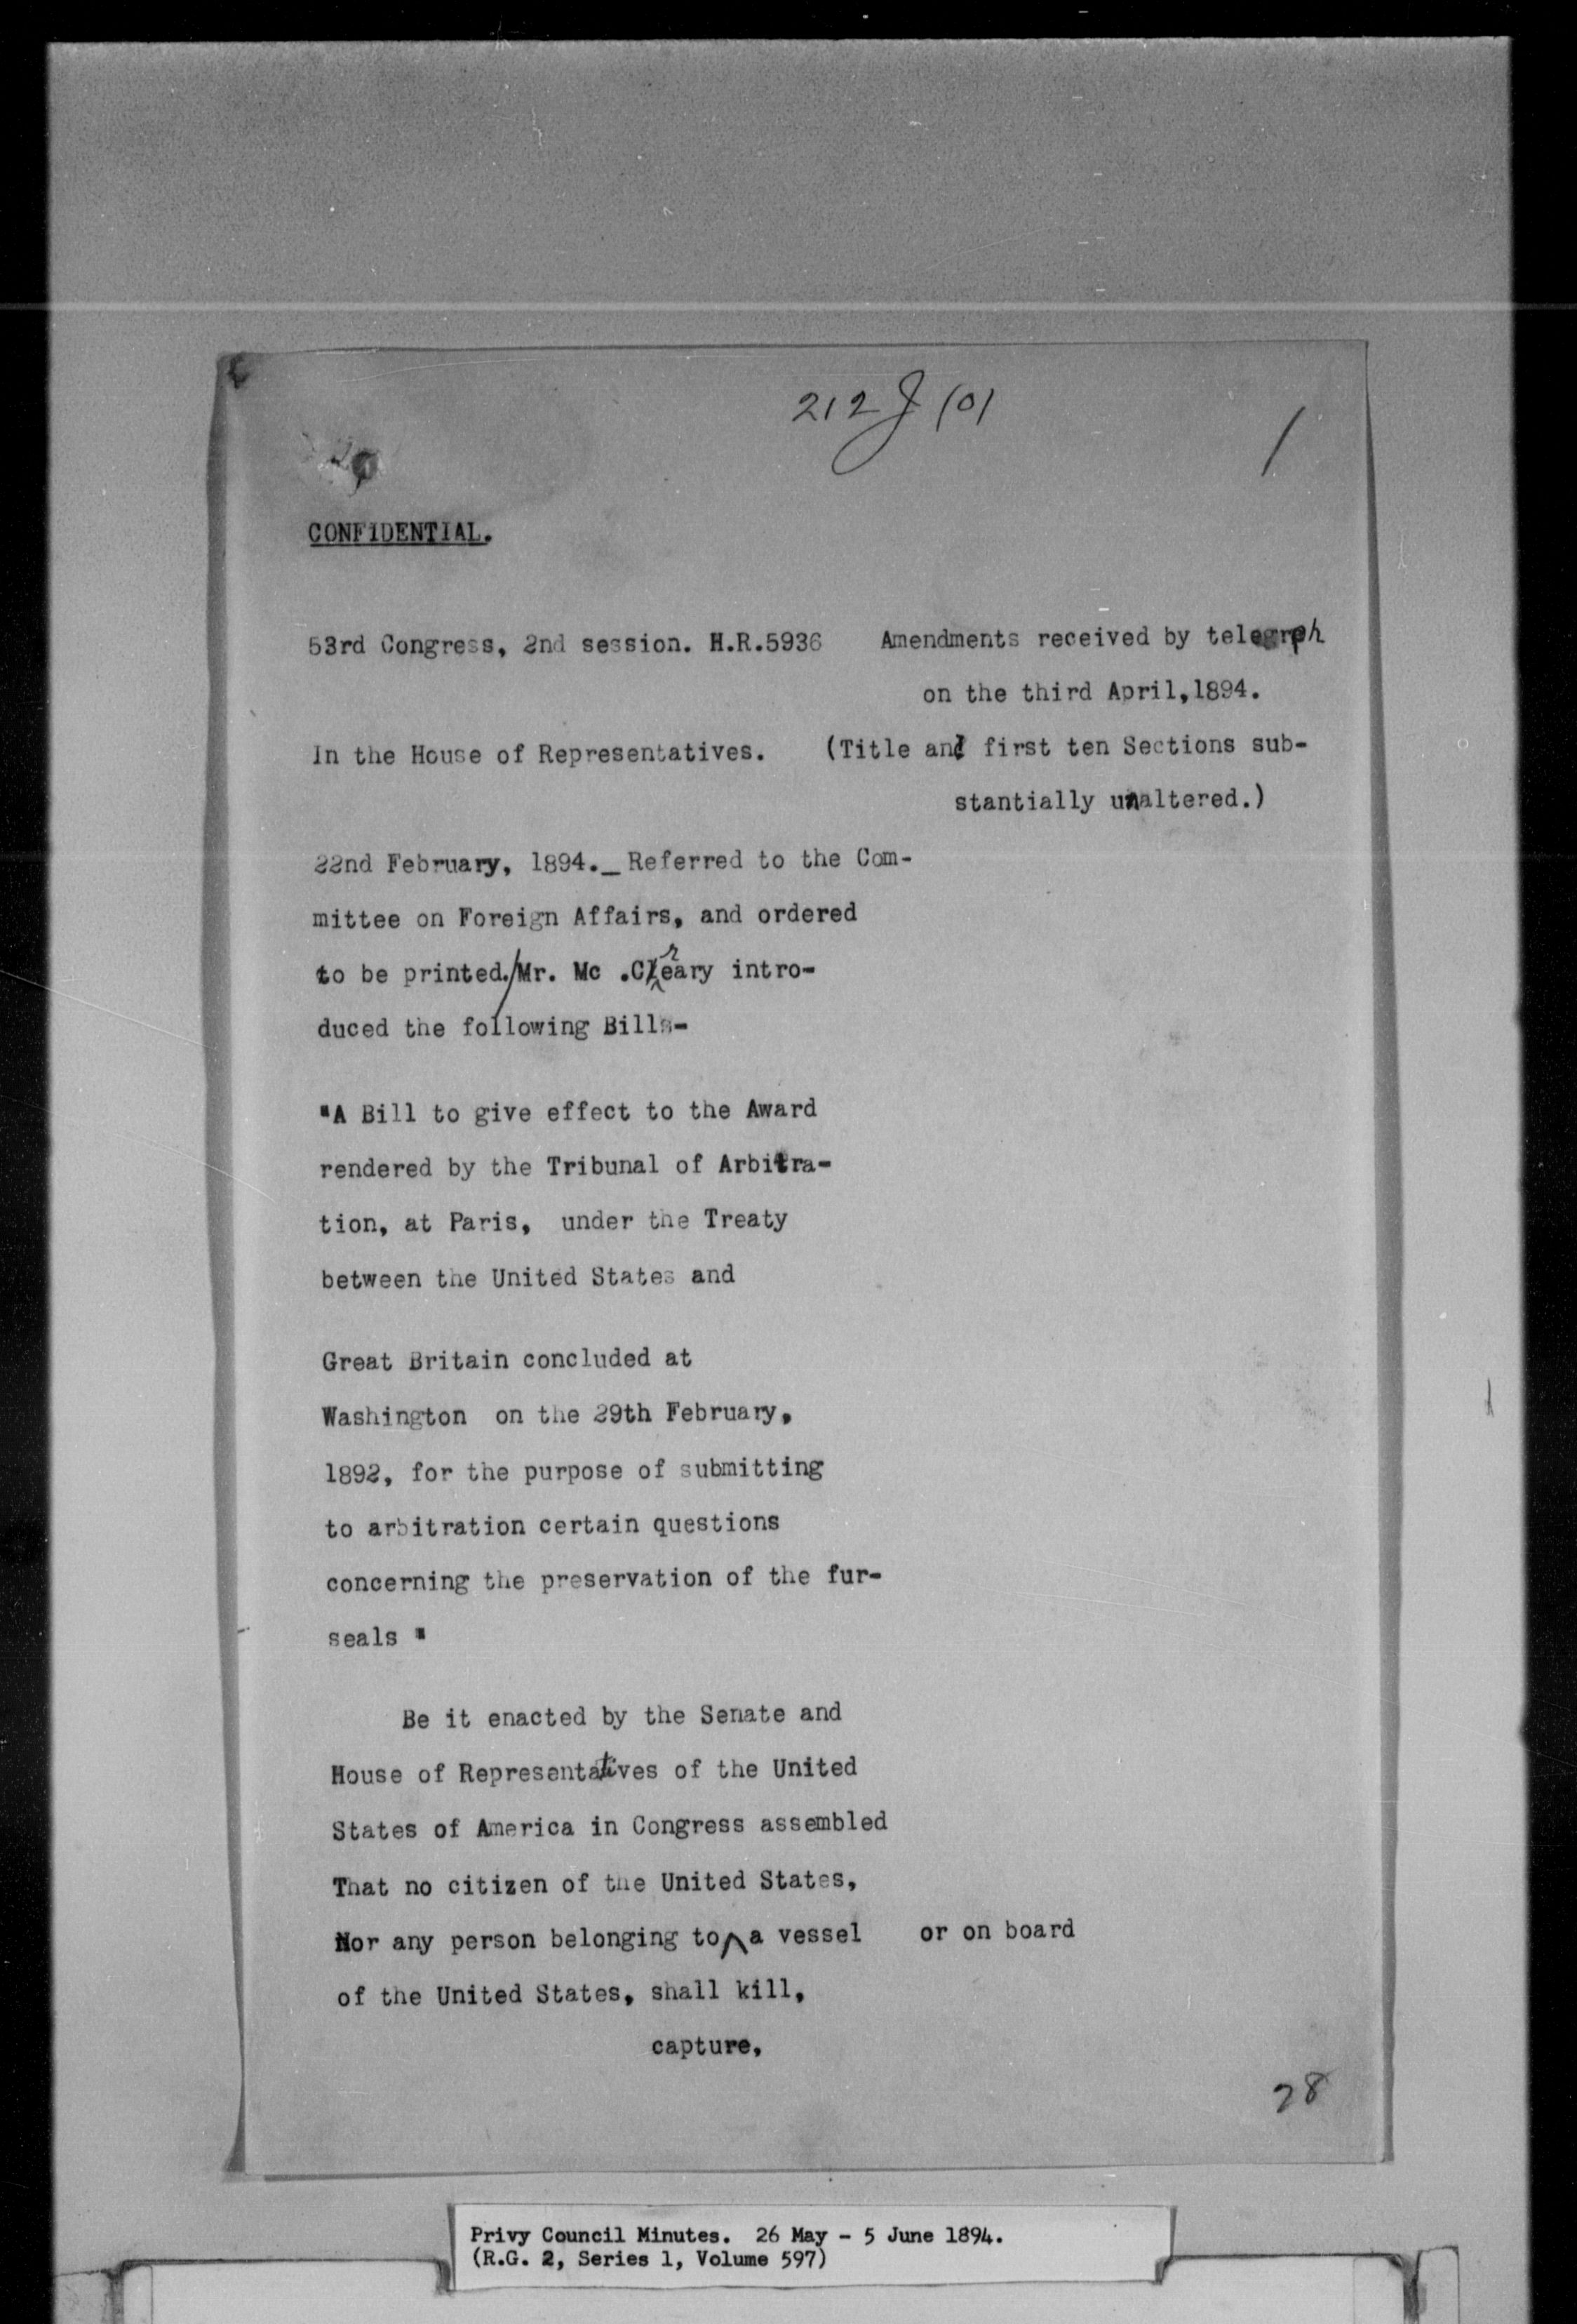 212 J (0)
1
CONFIDENTIAL.
53rd Congress, 2nd session. H.R.5936
Amendments received by telegrph
on the third April,1894.
In the House of Representatives.
(Title and first ten Sections sub-
stantially unaltered.)
22nd February, 1894._ Referred to the Com-
mittee on Foreign Affairs, and ordered
to be printed./Mr. Mc .Creary intro-
duced the following Bills-
"A Bill to give effect to the Award
rendered by the Tribunal of Arbitra-
tion, at Paris, under the Treaty
between the United States and
Great Britain concluded at
Washington on the 29th February,
1892, for the purpose of submitting
to arbitration certain questions
concerning the preservation of the fur-
seals "
Be it enacted by the Senate and
House of Representatives of the United
States of America in Congress assembled
That no citizen of the United States,
Nor any person belonging to ^ a vessel or on board
of the United States, shall kill,
capture,
28
Privy Council Minutes. 26 May - 5 June 1894.
(R.G. 2, Series 1, Volume 597)